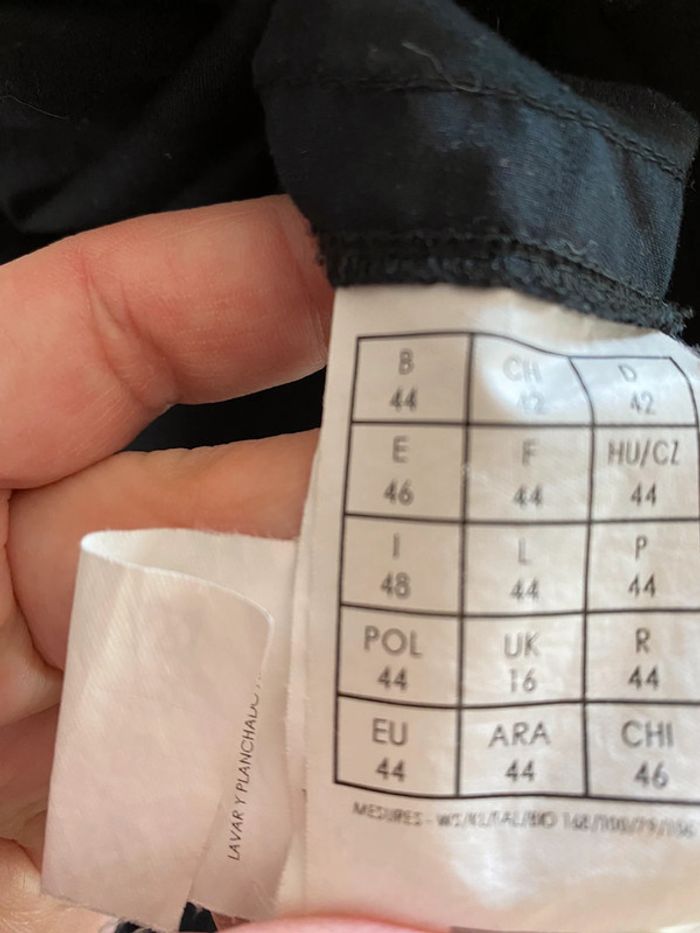 B CH D
44 42 42
E F HU/CZ
46 44 44
I L P
48 44 44
POL UK R
44 16 44
EU ARA CHI
44 44 46
MESURES -
LAVAR Y PLANCHADO